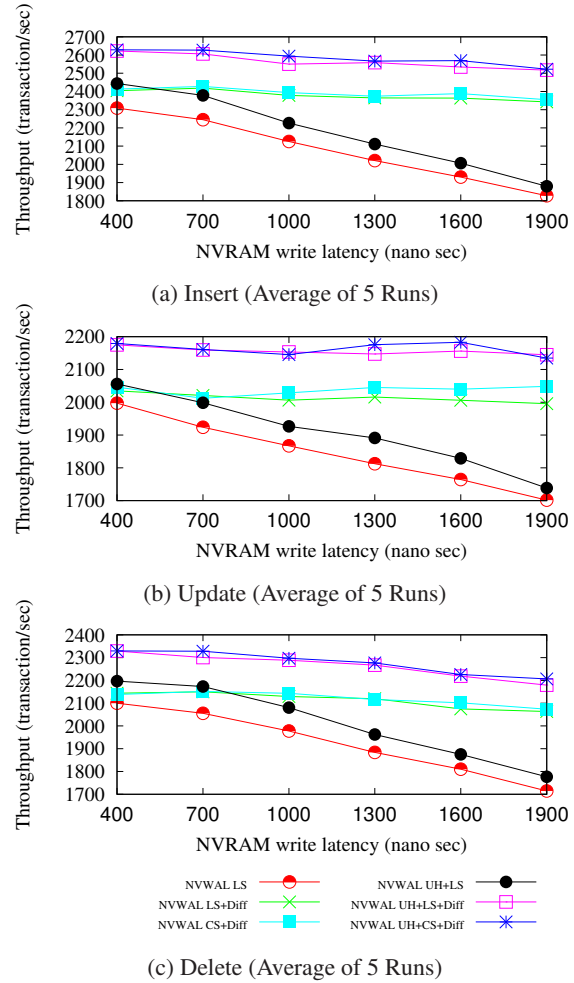 2700
2600
2500
2400
2300
2200
2100
2000
1900
1800
Throughput (transaction/sec)
400 700 1000 1300 1600 1900
NVRAM write latency (nano sec)
(a) Insert (Average of 5 Runs)
2200
2100
2000
1900
1800
1700
Throughput (transaction/sec)
400 700 1000 1300 1600 1900
NVRAM write latency (nano sec)
(b) Update (Average of 5 Runs)
2400
2300
2200
2100
2000
1900
1800
1700
Throughput (transaction/sec)
400 700 1000 1300 1600 1900
NVRAM write latency (nano sec)
NVWAL LS NVWAL UH+LS
NVWAL LS+Diff NVWAL UH+LS+Diff
NVWAL CS+Diff NVWAL UH+CS+Diff
(c) Delete (Average of 5 Runs)